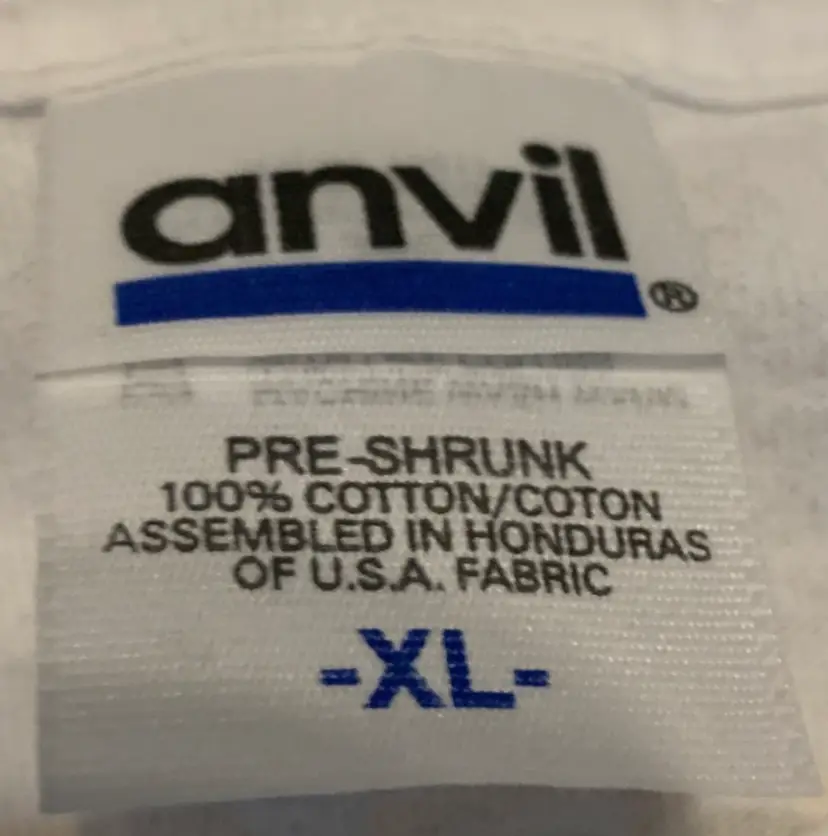 anvil
®
PRE-SHRUNK
100% COTTON/COTON
ASSEMBLED IN HONDURAS
OF U.S.A. FABRIC
-XL-